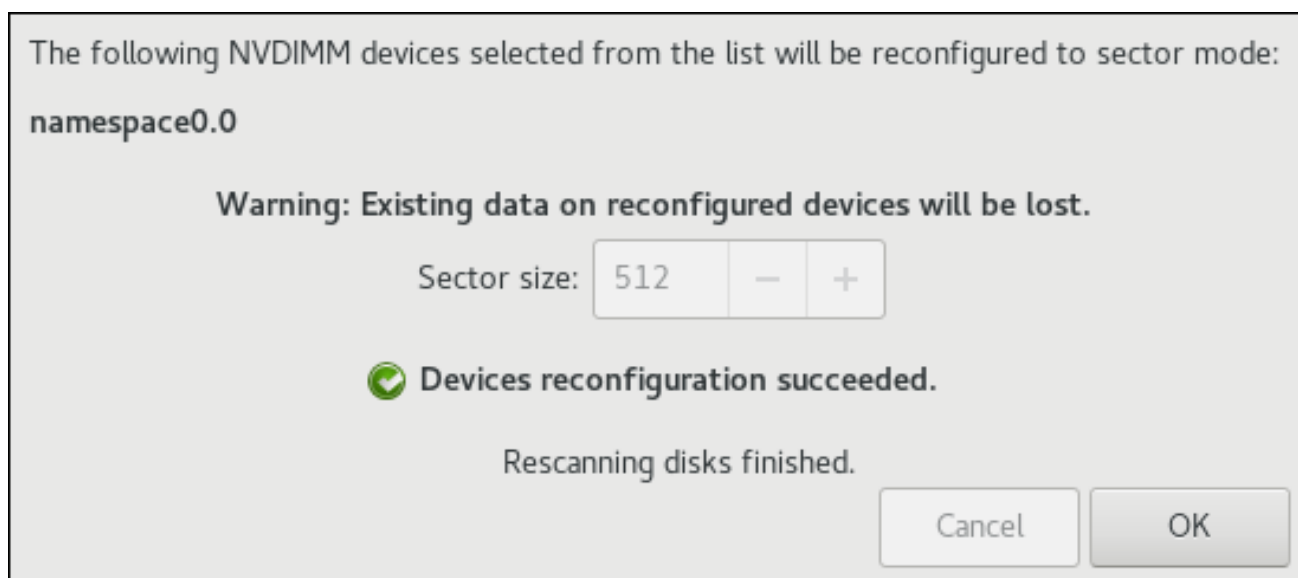 The following NVDIMM devices selected from the list will be reconfigured to sector mode:
namespace0.0
Warning: Existing data on reconfigured devices will be lost.
Sector size: 512 − +
Devices reconfiguration succeeded.
Rescanning disks finished.
Cancel OK